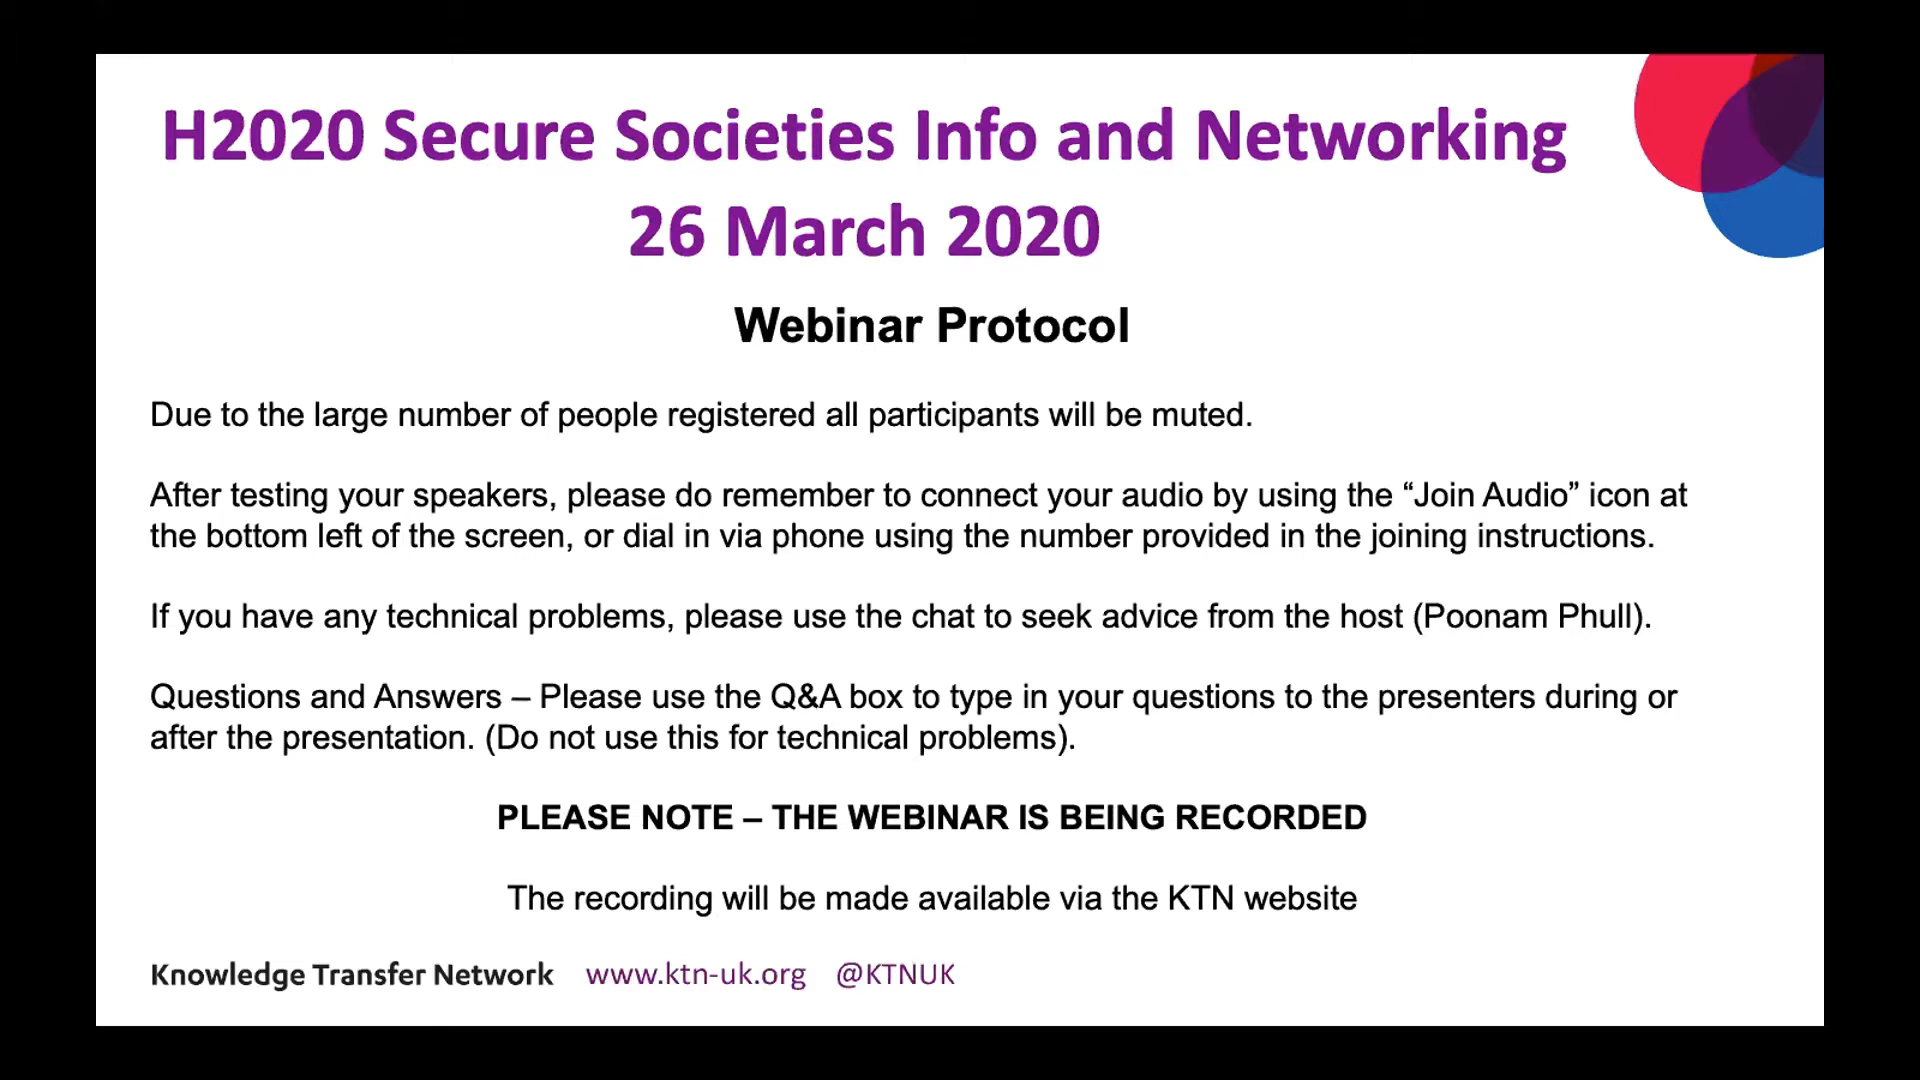 H2020 Secure Societies Info and Networking
26 March 2020
Webinar Protocol
Due to the large number of people registered all participants will be muted.
After testing your speakers, please do remember to connect your audio by using the “Join Audio” icon at
the bottom left of the screen, or dial in via phone using the number provided in the joining instructions.
If you have any technical problems, please use the chat to seek advice from the host (Poonam Phull).
Questions and Answers – Please use the Q&A box to type in your questions to the presenters during or
after the presentation. (Do not use this for technical problems).
PLEASE NOTE – THE WEBINAR IS BEING RECORDED
The recording will be made available via the KTN website
Knowledge Transfer Network www.ktn-uk.org @KTNUK